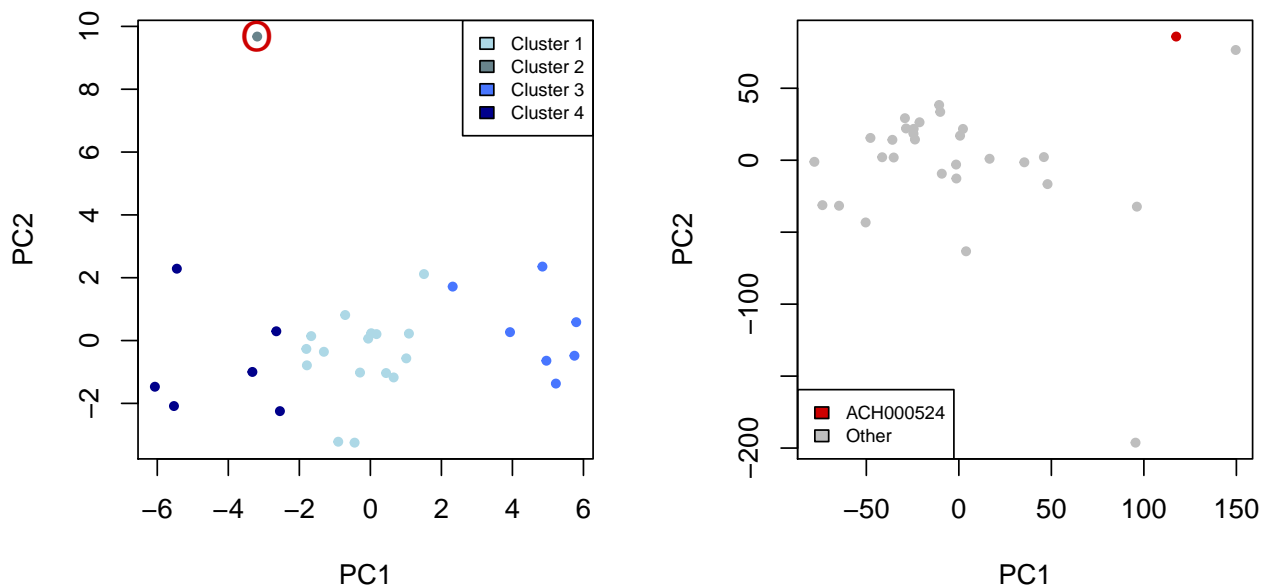 10
8
6
4
2
0
−2
PC2
Cluster 1
Cluster 2
Cluster 3
Cluster 4
−6 −4 −2 0 2 4 6
PC1
50
0
−100
−200
PC2
ACH000524
Other
−50 0 50 100 150
PC1